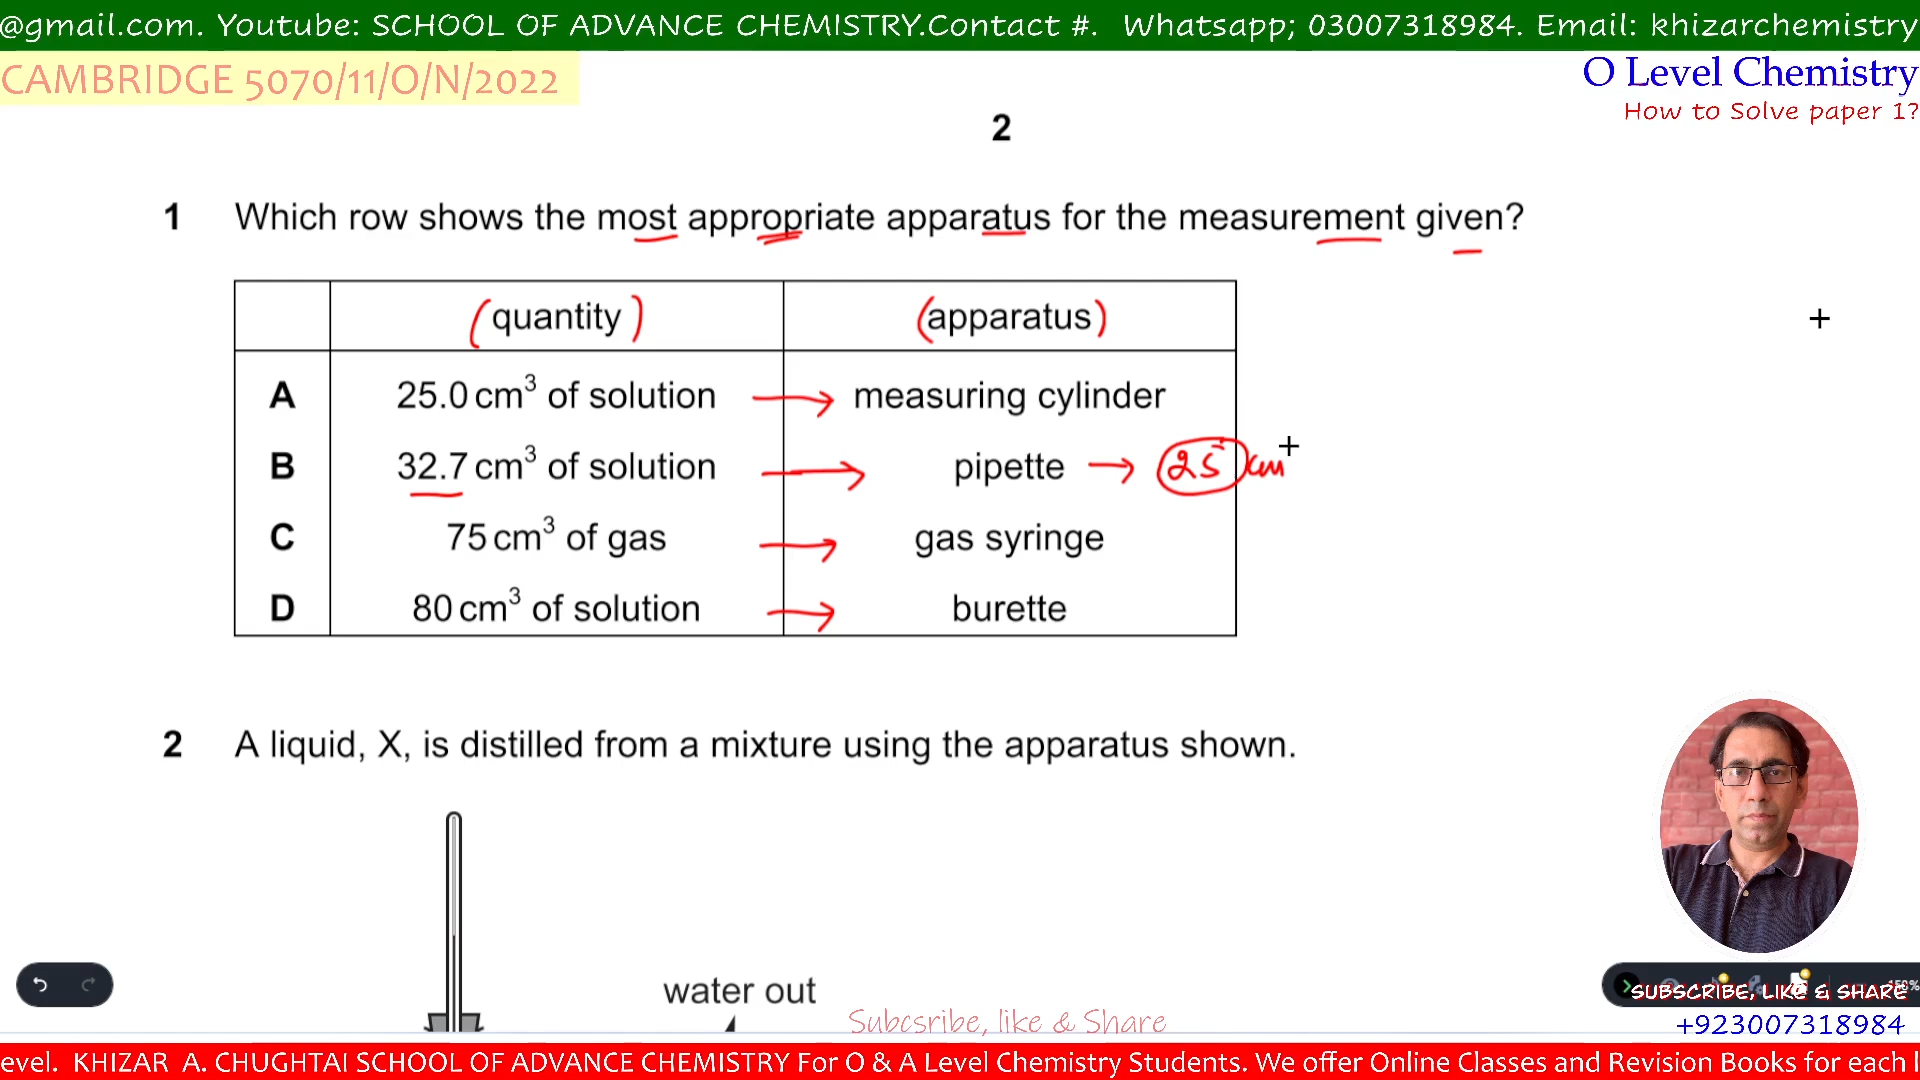 @gmail.com. Youtube: SCHOOL OF ADVANCE CHEMISTRY.Contact #. Whatsapp; 03007318984. Email: khizarchemistry
CAMBRIDGE 5070/11/O/N/2022
O Level Chemistry
How to Solve paper 1?
2
1 Which row shows the most appropriate apparatus for the measurement given?
(quantity) (apparatus)
A 25.0 cm³ of solution → measuring cylinder
B 32.7 cm³ of solution → pipette → 25 cm
C 75 cm³ of gas → gas syringe
D 80 cm³ of solution → burette
2 A liquid, X, is distilled from a mixture using the apparatus shown.
water out
SUBSCRIBE, LIKE & SHARE
Subcsribe, like & Share
+923007318984
evel. KHIZAR A. CHUGHTAI SCHOOL OF ADVANCE CHEMISTRY For O & A Level Chemistry Students. We offer Online Classes and Revision Books for each l